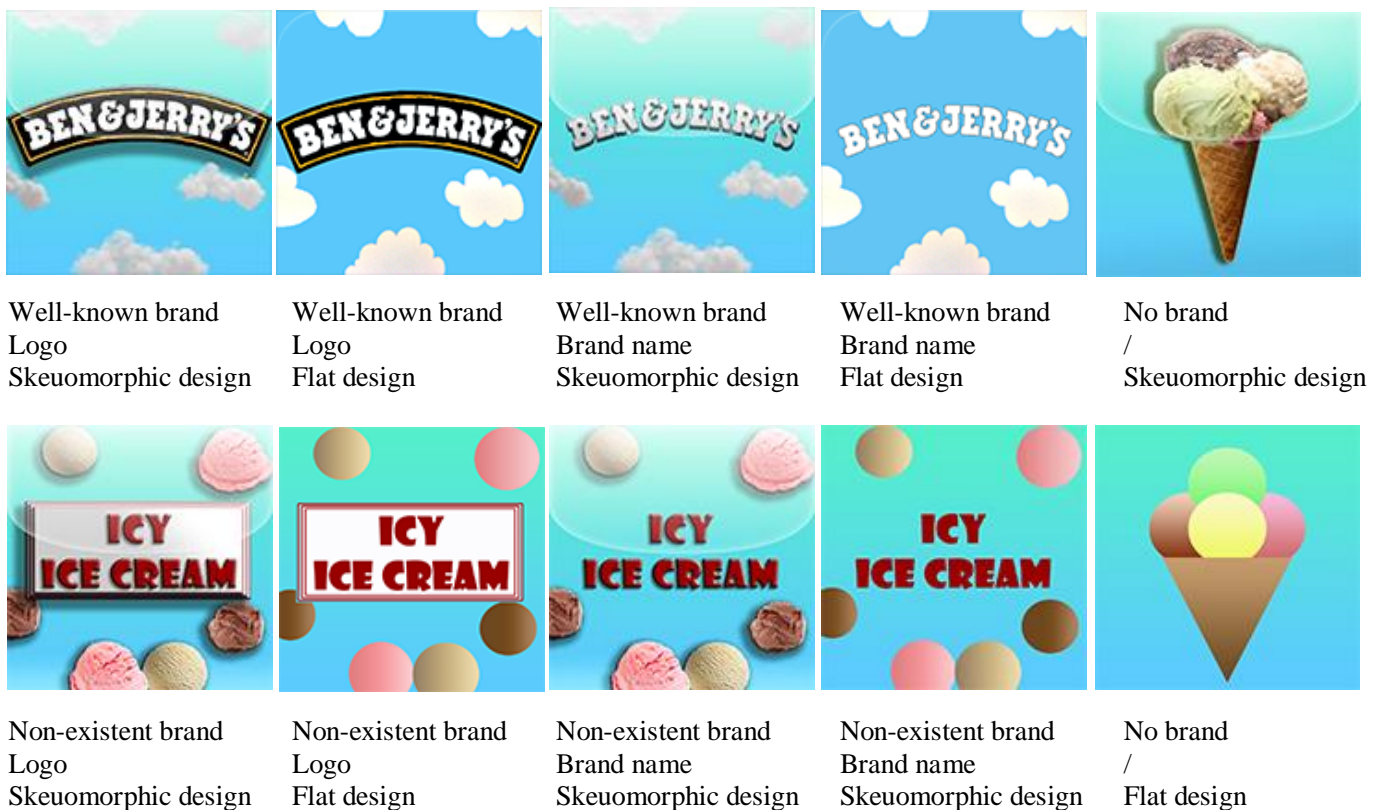 BEN & JERRY'S
BEN & JERRY'S
BEN & JERRY'S
BEN & JERRY'S
Well-known brand
Logo
Skeuomorphic design
Well-known brand
Logo
Flat design
Well-known brand
Brand name
Skeuomorphic design
Well-known brand
Brand name
Flat design
No brand
/
Skeuomorphic design
ICY
ICE CREAM
ICY
ICE CREAM
ICY
ICE CREAM
ICY
ICE CREAM
Non-existent brand
Logo
Skeuomorphic design
Non-existent brand
Logo
Flat design
Non-existent brand
Brand name
Skeuomorphic design
Non-existent brand
Brand name
Skeuomorphic design
No brand
/
Flat design